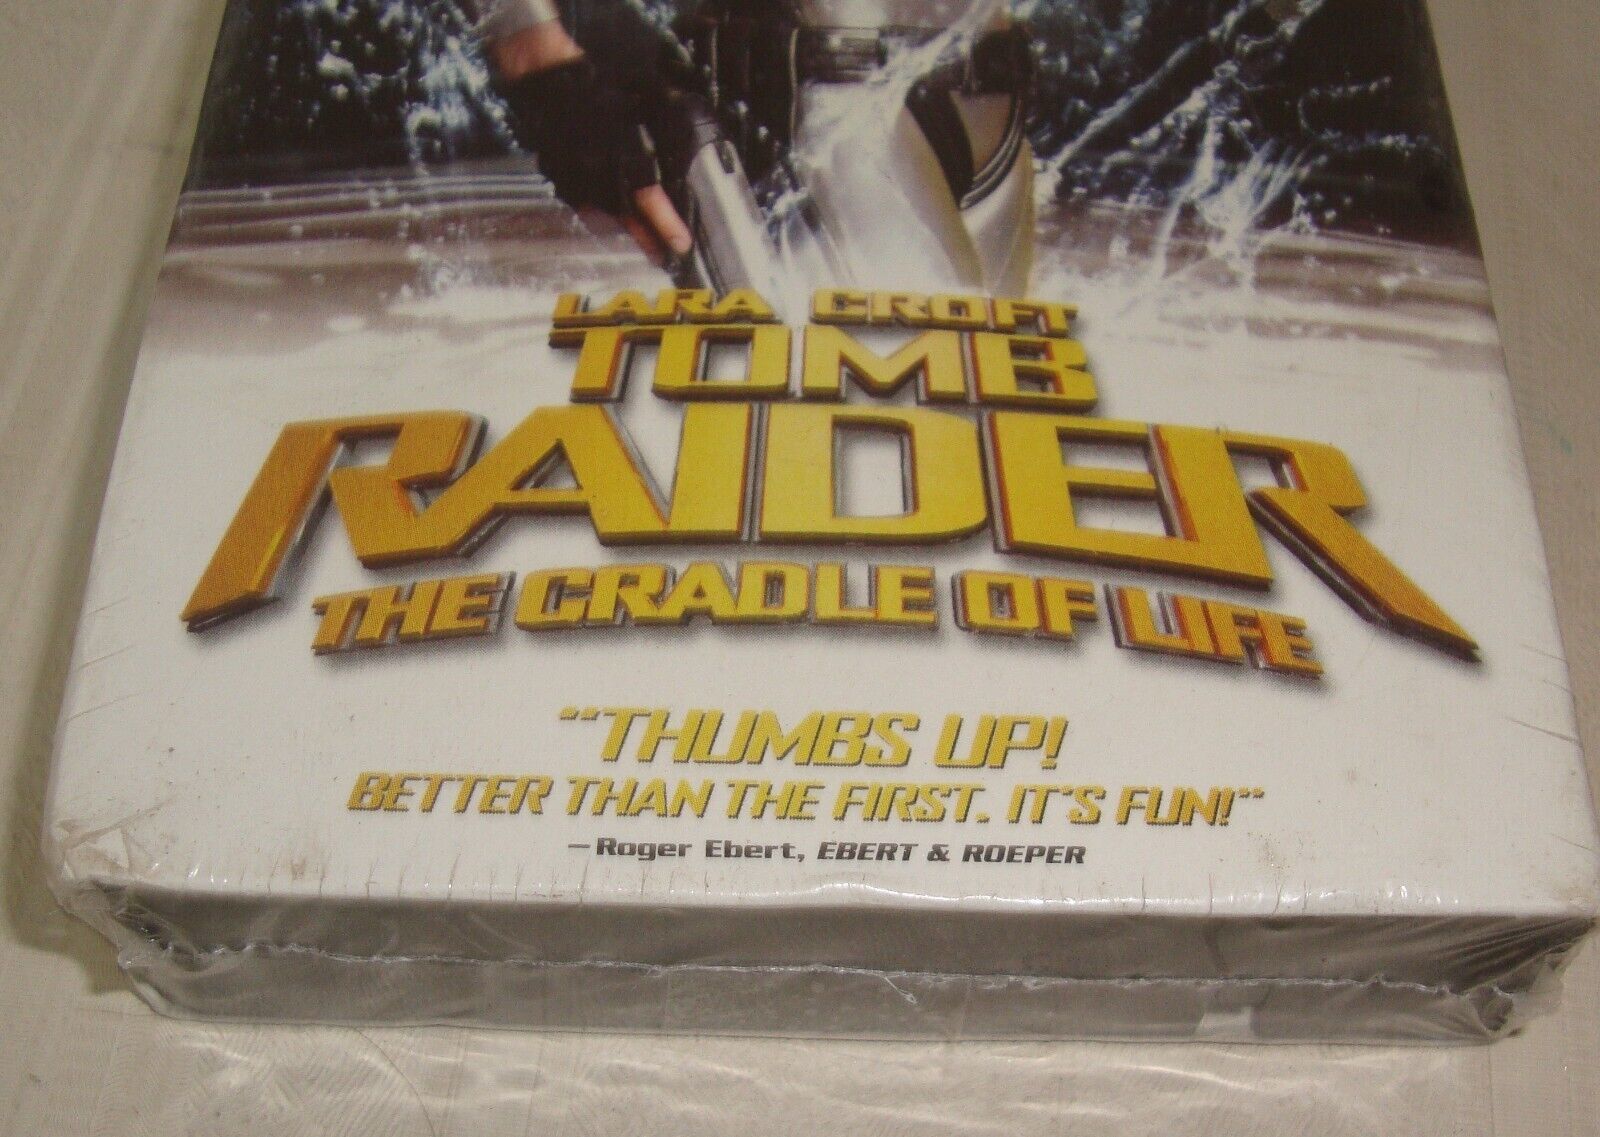 LARA CROFT
TOMB
RAIDER
THE CRADLE OF LIFE
"THUMBS UP!
BETTER THAN THE FIRST. IT'S FUN!"
—Roger Ebert, EBERT & ROEPER